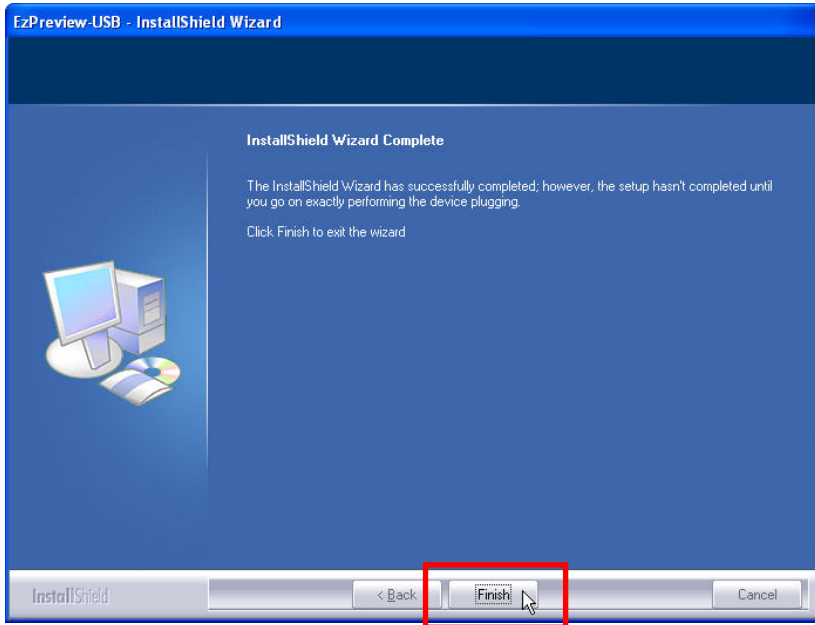 EzPreview-USB - InstallShield Wizard
InstallShield Wizard Complete
The InstallShield Wizard has successfully completed; however, the setup hasn't completed until
you go on exactly performing the device plugging.
Click Finish to exit the wizard
InstallShield
< Back Finish Cancel